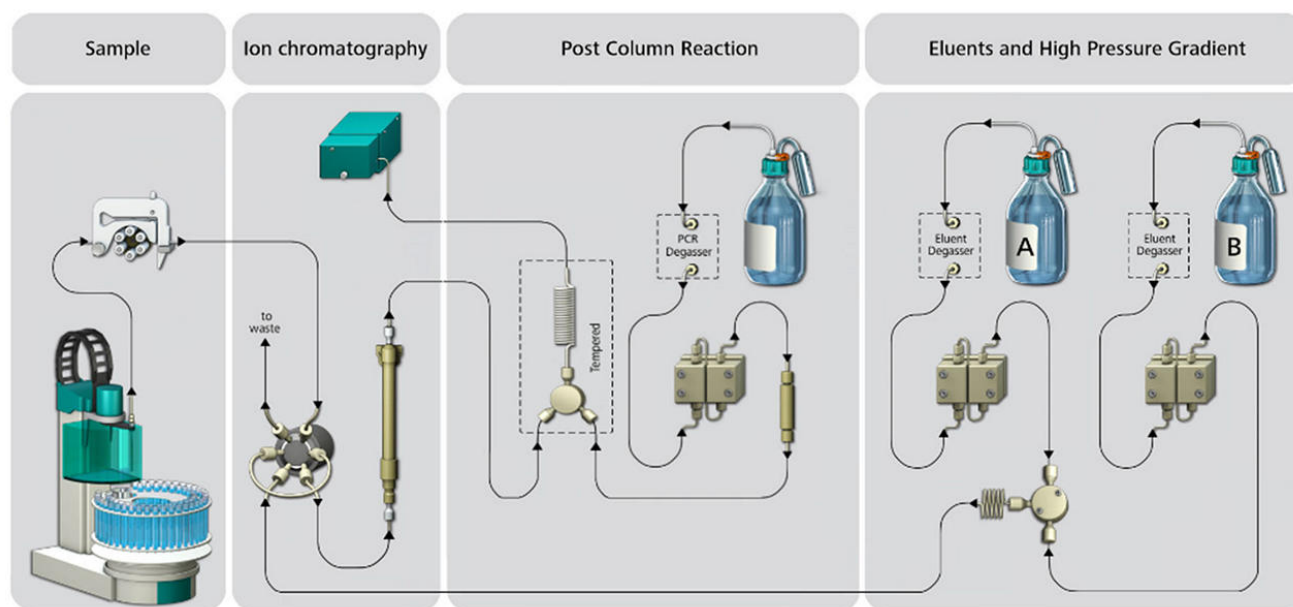 Sample
Ion chromatography
Post Column Reaction
Eluents and High Pressure Gradient
to
waste
Tempered
PCR
Degasser
Eluent
Degasser
A
Eluent
Degasser
B